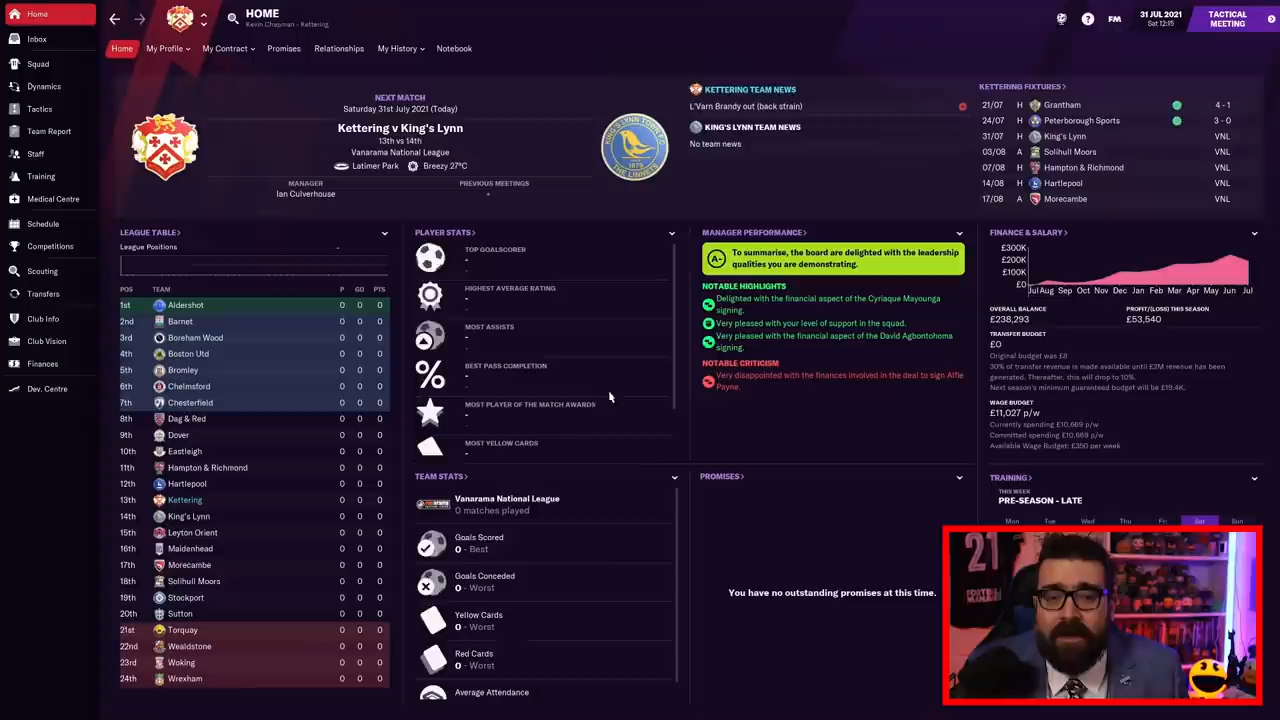 Home
Inbox
Squad
Dynamics
Tactics
Team Report
Staff
Training
Medical Centre
Schedule
Competitions
Scouting
Transfers
Club Info
Club Vision
Finances
Dev. Centre
HOME
Kevin Chapman - Kettering
FM
31 JUL 2021
Sat 12:15
TACTICAL
MEETING
Home
My Profile
My Contract
Promises
Relationships
My History
Notebook
NEXT MATCH
Saturday 31st July 2021 (Today)
Kettering v King's Lynn
13th vs 14th
Vanarama National League
Latimer Park
Breezy 27°C
MANAGER
Ian Culverhouse
PREVIOUS MEETINGS
-
KETTERING TEAM NEWS
L'Varn Brandy out (back strain)
KING'S LYNN TEAM NEWS
No team news
KETTERING FIXTURES
21/07 H Grantham 4 - 1
24/07 H Peterborough Sports 3 - 0
31/07 H King's Lynn VNL
03/08 A Solihull Moors VNL
07/08 H Hampton & Richmond VNL
14/08 H Hartlepool VNL
17/08 A Morecambe VNL
LEAGUE TABLE
League Positions -
POS TEAM P GD PTS
1st Aldershot 0 0 0
2nd Barnet 0 0 0
3rd Boreham Wood 0 0 0
4th Boston Utd 0 0 0
5th Bromley 0 0 0
6th Chelmsford 0 0 0
7th Chesterfield 0 0 0
8th Dag & Red 0 0 0
9th Dover 0 0 0
10th Eastleigh 0 0 0
11th Hampton & Richmond 0 0 0
12th Hartlepool 0 0 0
13th Kettering 0 0 0
14th King's Lynn 0 0 0
15th Leyton Orient 0 0 0
16th Maidenhead 0 0 0
17th Morecambe 0 0 0
18th Solihull Moors 0 0 0
19th Stockport 0 0 0
20th Sutton 0 0 0
21st Torquay 0 0 0
22nd Wealdstone 0 0 0
23rd Woking 0 0 0
24th Wrexham 0 0 0
PLAYER STATS
TOP GOALSCORER
-
HIGHEST AVERAGE RATING
-
MOST ASSISTS
-
BEST PASS COMPLETION
-
MOST PLAYER OF THE MATCH AWARDS
-
MOST YELLOW CARDS
-
TEAM STATS
Vanarama National League
0 matches played
Goals Scored
0 - Best
Goals Conceded
0 - Worst
Yellow Cards
0 - Worst
Red Cards
0 - Worst
Average Attendance
MANAGER PERFORMANCE
A-
To summarise, the board are delighted with the leadership
qualities you are demonstrating.
NOTABLE HIGHLIGHTS
Delighted with the financial aspect of the Cyriaque Mayounga
signing.
Very pleased with your level of support in the squad.
Very pleased with the financial aspect of the David Agbontohoma
signing.
NOTABLE CRITICISM
Very disappointed with the finances involved in the deal to sign Alfie
Payne.
PROMISES
You have no outstanding promises at this time.
FINANCE & SALARY
£300K
£200K
£100K
£0
Jul Aug Sep Oct Nov Dec Jan Feb Mar Apr May Jun Jul
OVERALL BALANCE
£238,293
PROFIT/(LOSS) THIS SEASON
£53,540
TRANSFER BUDGET
£0
Original budget was £8
30% of transfer revenue is made available until £2M revenue has been
generated. Thereafter, this will drop to 10%.
Next season's minimum guaranteed budget will be £19.4K.
WAGE BUDGET
£11,027 p/w
Currently spending £10,669 p/w
Committed spending £10,669 p/w
Available Wage Budget: £350 per week
TRAINING
THIS WEEK
PRE-SEASON - LATE
Mon Tue Wed Thu Fri Sat Sun
21